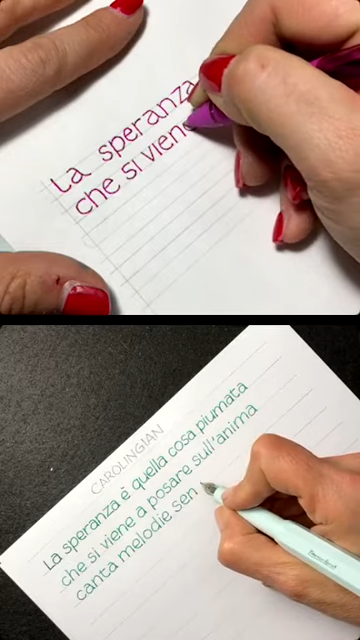 La speranza
che si viene
CAROLINGIAN
La speranza è quella cosa piumata
che si viene a posare sull'anima
canta melodie sen